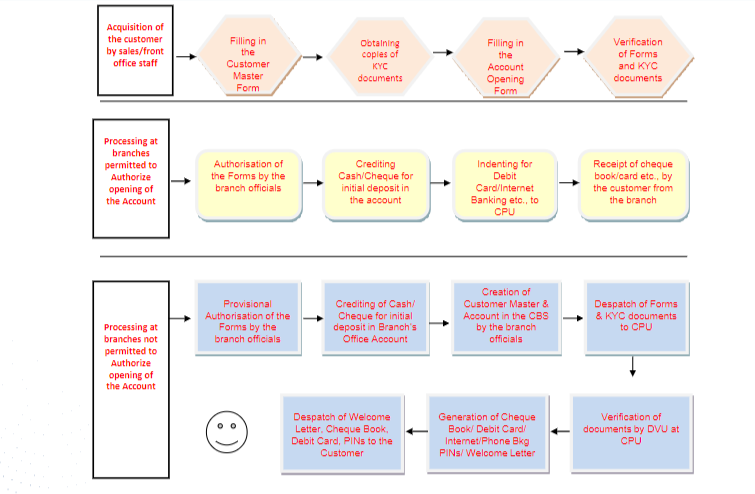 Acquisition of
the customer
by sales/front
office staff
Filling in
the
Customer
Master
Form
Obtaining
copies of
KYC
documents
Filling in
the
Account
Opening
Form
Verification
of Forms
and KYC
documents
Processing at
branches
permitted to
Authorize
opening of
the Account
Authorisation of
the Forms by the
branch officials
Crediting
Cash/Cheque for
initial deposit in
the account
Indenting for
Debit
Card/Internet
Banking etc., to
CPU
Receipt of cheque
book/card etc., by
the customer from
the branch
Processing at
branches not
permitted to
Authorize
opening of
the Account
Provisional
Authorisation of the
Forms by the
branch officials
Crediting of Cash/
Cheque for initial
deposit in Branch's
Office Account
Creation of
Customer Master &
Account in the CBS
by the branch
officials
Despatch of Forms
& KYC documents
to CPU
Despatch of Welcome
Letter, Cheque Book,
Debit Card, PINs to the
Customer
Generation of Cheque
Book/ Debit Card/
Internet/Phone Bkg
PINs/ Welcome Letter
Verification of
documents by DVU at
CPU